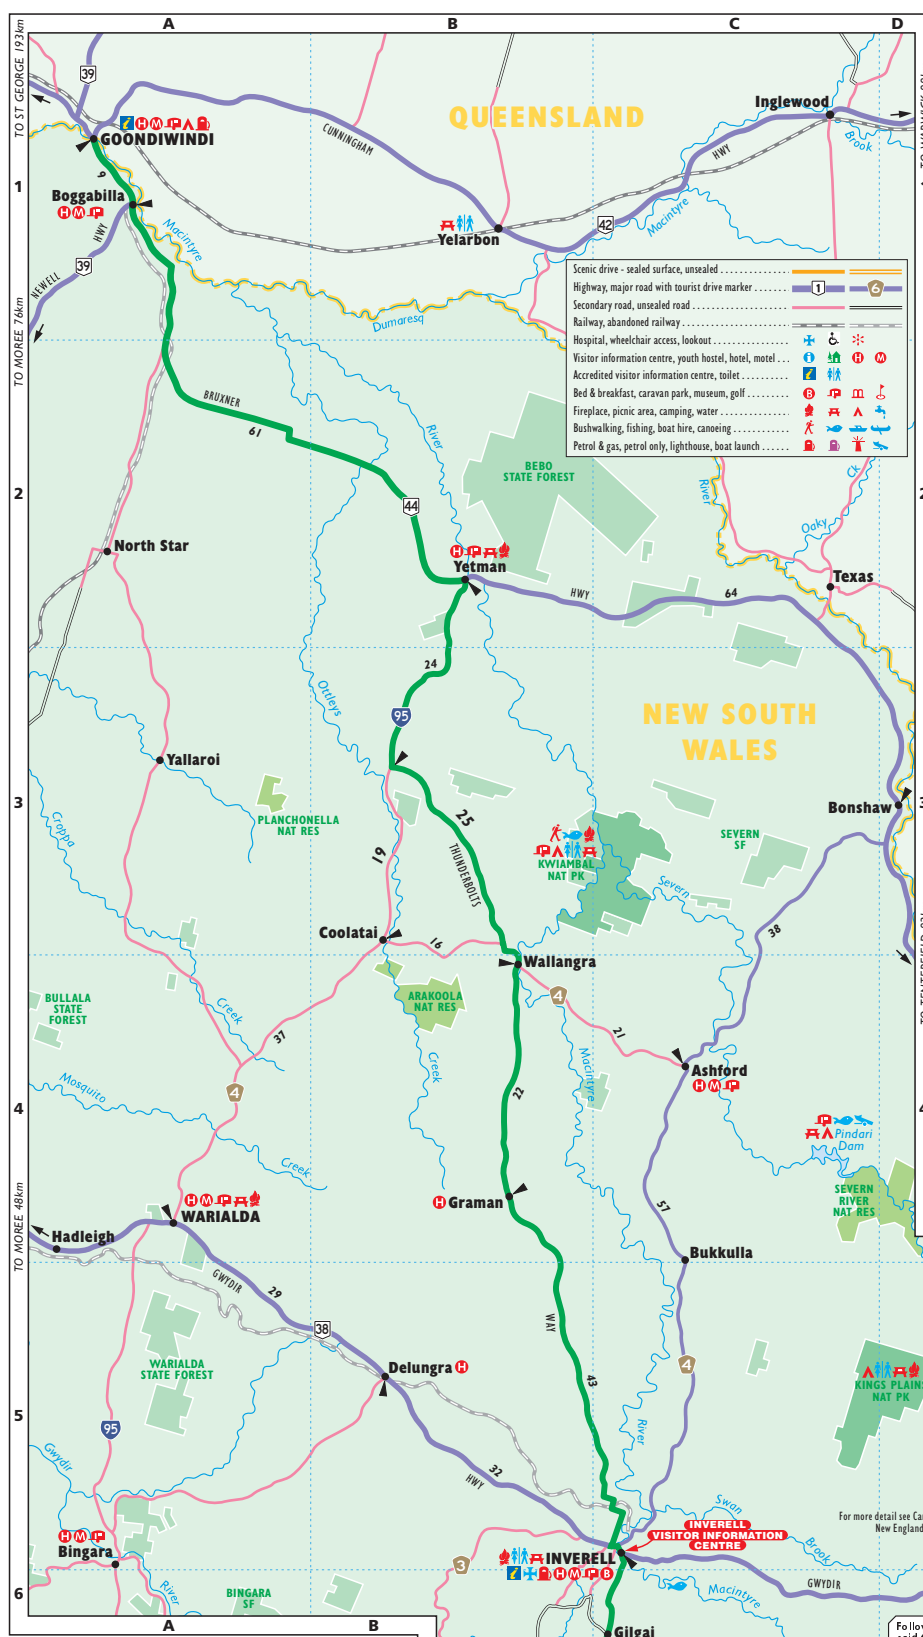 A
B
C
D
TO ST GEORGE 193km
39
QUEENSLAND
Inglewood
GOONDIWINDI
CUNNINGHAM
HWY
Brook
9
1
Boggabilla
Macintyre
HWY
39
NEWELL
Yelarbon
42
Macintyre
TO MOREE 76km
Dumaresq
Scenic drive - sealed surface, unsealed
Highway, major road with tourist drive marker
1
6
Secondary road, unsealed road
Railway, abandoned railway
Hospital, wheelchair access, lookout
Visitor information centre, youth hostel, hotel, motel
Accredited visitor information centre, toilet
Bed & breakfast, caravan park, museum, golf
Fireplace, picnic area, camping, water
Bushwalking, fishing, boat hire, canoeing
Petrol & gas, petrol only, lighthouse, boat launch
BRUXNER
61
River
BEBO
STATE FOREST
River
Ck
2
44
Oaky
North Star
Yetman
Texas
HWY
64
24
Ottleys
95
NEW SOUTH
WALES
Yallaroi
3
Bonshaw
Croppa
PLANCHONELLA
NAT RES
25
THUNDERBOLTS
19
KWIAMBAL
NAT PK
SEVERN
SF
Severn
38
Coolatai
16
Wallangra
4
BULLALA
STATE
FOREST
ARAKOOLA
NAT RES
Creek
37
21
Creek
Macintyre
Ashford
Mosquito
4
22
4
Creek
Pindari
Dam
TO MOREE 48km
WARIALDA
Graman
SEVERN
RIVER
NAT RES
57
Hadleigh
Bukkulla
GWYDIR
29
38
WAY
WARIALDA
STATE FOREST
Delungra
4
KINGS PLAINS
NAT PK
43
5
95
Gwydir
River
32
HWY
Swan
For more detail see Ca
New England
INVERELL
VISITOR INFORMATION
CENTRE
Brook
Bingara
3
INVERELL
GWYDIR
6
BINGARA
SF
River
Macintyre
A
B
Gilgai
Follow